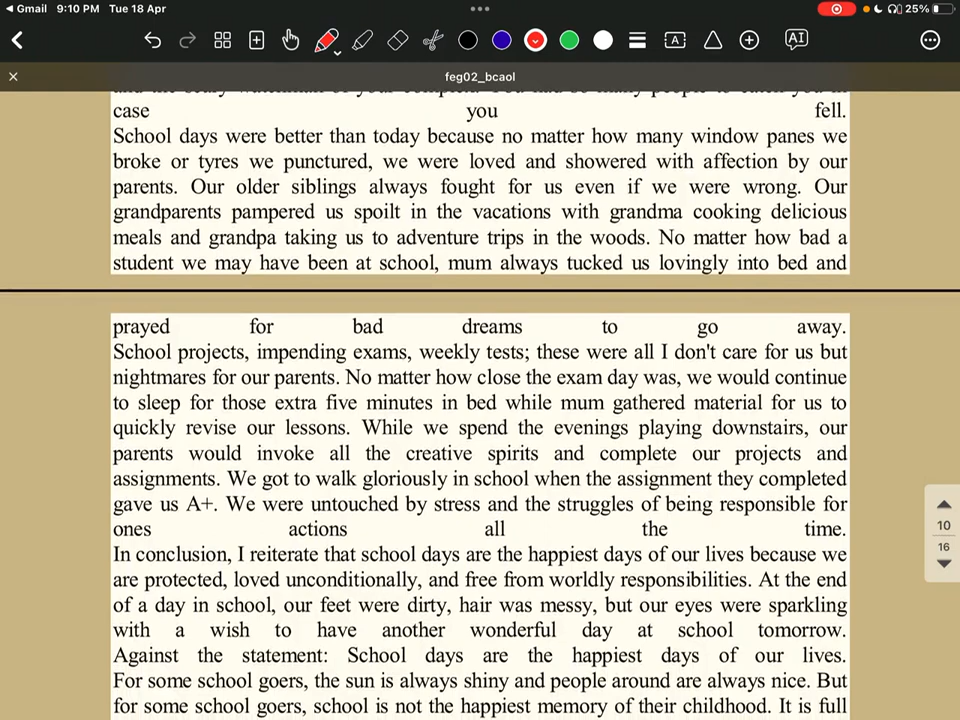 Gmail 9:10 PM Tue 18 Apr 25%
feg02_bcaol
case you fell.
School days were better than today because no matter how many window panes we
broke or tyres we punctured, we were loved and showered with affection by our
parents. Our older siblings always fought for us even if we were wrong. Our
grandparents pampered us spoilt in the vacations with grandma cooking delicious
meals and grandpa taking us to adventure trips in the woods. No matter how bad a
student we may have been at school, mum always tucked us lovingly into bed and
prayed for bad dreams to go away.
School projects, impending exams, weekly tests; these were all I don't care for us but
nightmares for our parents. No matter how close the exam day was, we would continue
to sleep for those extra five minutes in bed while mum gathered material for us to
quickly revise our lessons. While we spend the evenings playing downstairs, our
parents would invoke all the creative spirits and complete our projects and
assignments. We got to walk gloriously in school when the assignment they completed
gave us A+. We were untouched by stress and the struggles of being responsible for
ones actions all the time.
In conclusion, I reiterate that school days are the happiest days of our lives because we
are protected, loved unconditionally, and free from worldly responsibilities. At the end
of a day in school, our feet were dirty, hair was messy, but our eyes were sparkling
with a wish to have another wonderful day at school tomorrow.
Against the statement: School days are the happiest days of our lives.
For some school goers, the sun is always shiny and people around are always nice. But
for some school goers, school is not the happiest memory of their childhood. It is full
10
16